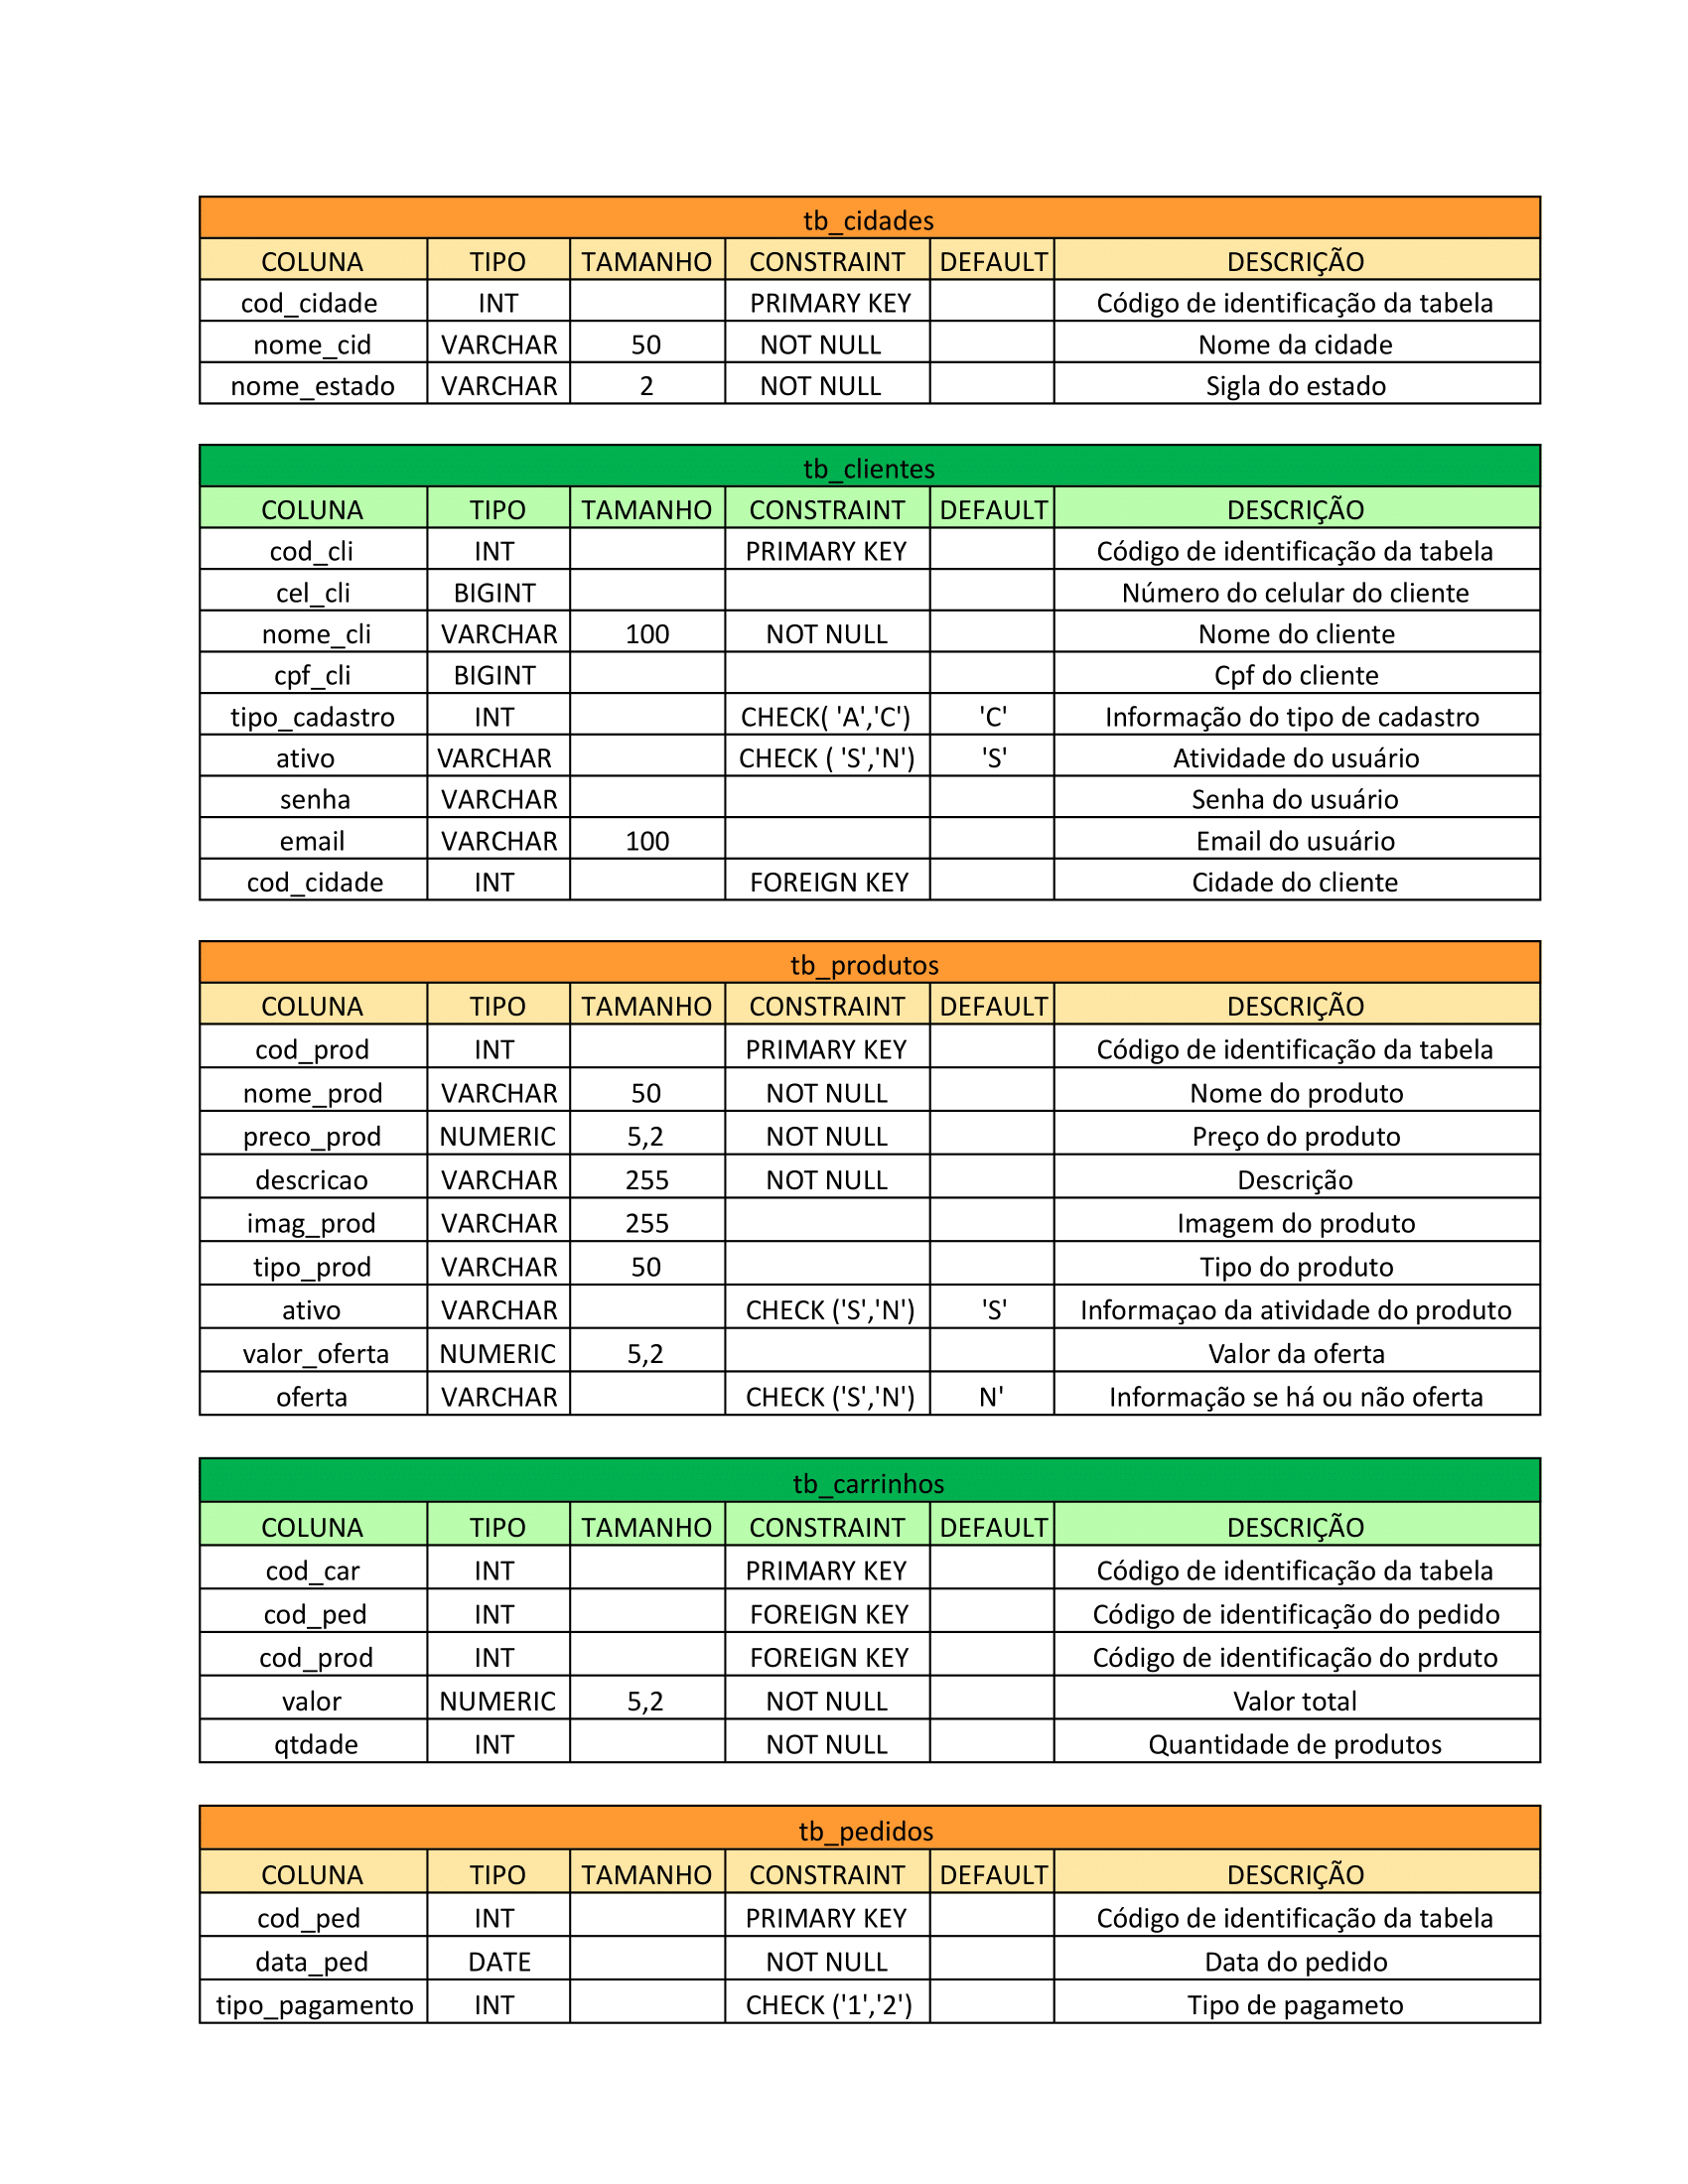 tb_cidades
COLUNA TIPO TAMANHO CONSTRAINT DEFAULT DESCRIÇÃO
cod_cidade INT PRIMARY KEY Código de identificação da tabela
nome_cid VARCHAR 50 NOT NULL Nome da cidade
nome_estado VARCHAR 2 NOT NULL Sigla do estado
tb_clientes
COLUNA TIPO TAMANHO CONSTRAINT DEFAULT DESCRIÇÃO
cod_cli INT PRIMARY KEY Código de identificação da tabela
cel_cli BIGINT Número do celular do cliente
nome_cli VARCHAR 100 NOT NULL Nome do cliente
cpf_cli BIGINT Cpf do cliente
tipo_cadastro INT CHECK( 'A','C') 'C' Informação do tipo de cadastro
ativo VARCHAR CHECK ( 'S','N') 'S' Atividade do usuário
senha VARCHAR Senha do usuário
email VARCHAR 100 Email do usuário
cod_cidade INT FOREIGN KEY Cidade do cliente
tb_produtos
COLUNA TIPO TAMANHO CONSTRAINT DEFAULT DESCRIÇÃO
cod_prod INT PRIMARY KEY Código de identificação da tabela
nome_prod VARCHAR 50 NOT NULL Nome do produto
preco_prod NUMERIC 5,2 NOT NULL Preço do produto
descricao VARCHAR 255 NOT NULL Descrição
imag_prod VARCHAR 255 Imagem do produto
tipo_prod VARCHAR 50 Tipo do produto
ativo VARCHAR CHECK ('S','N') 'S' Informaçao da atividade do produto
valor_oferta NUMERIC 5,2 Valor da oferta
oferta VARCHAR CHECK ('S','N') N' Informação se há ou não oferta
tb_carrinhos
COLUNA TIPO TAMANHO CONSTRAINT DEFAULT DESCRIÇÃO
cod_car INT PRIMARY KEY Código de identificação da tabela
cod_ped INT FOREIGN KEY Código de identificação do pedido
cod_prod INT FOREIGN KEY Código de identificação do prduto
valor NUMERIC 5,2 NOT NULL Valor total
qtdade INT NOT NULL Quantidade de produtos
tb_pedidos
COLUNA TIPO TAMANHO CONSTRAINT DEFAULT DESCRIÇÃO
cod_ped INT PRIMARY KEY Código de identificação da tabela
data_ped DATE NOT NULL Data do pedido
tipo_pagamento INT CHECK ('1','2') Tipo de pagameto